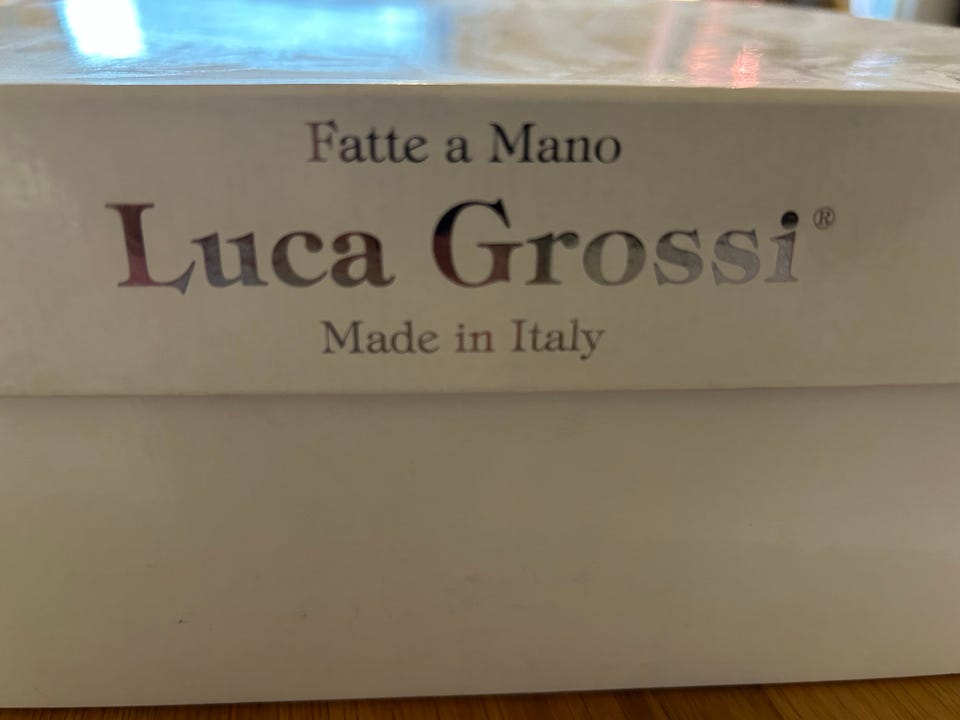 Fatte a Mano
Luca Grossi®
Made in Italy